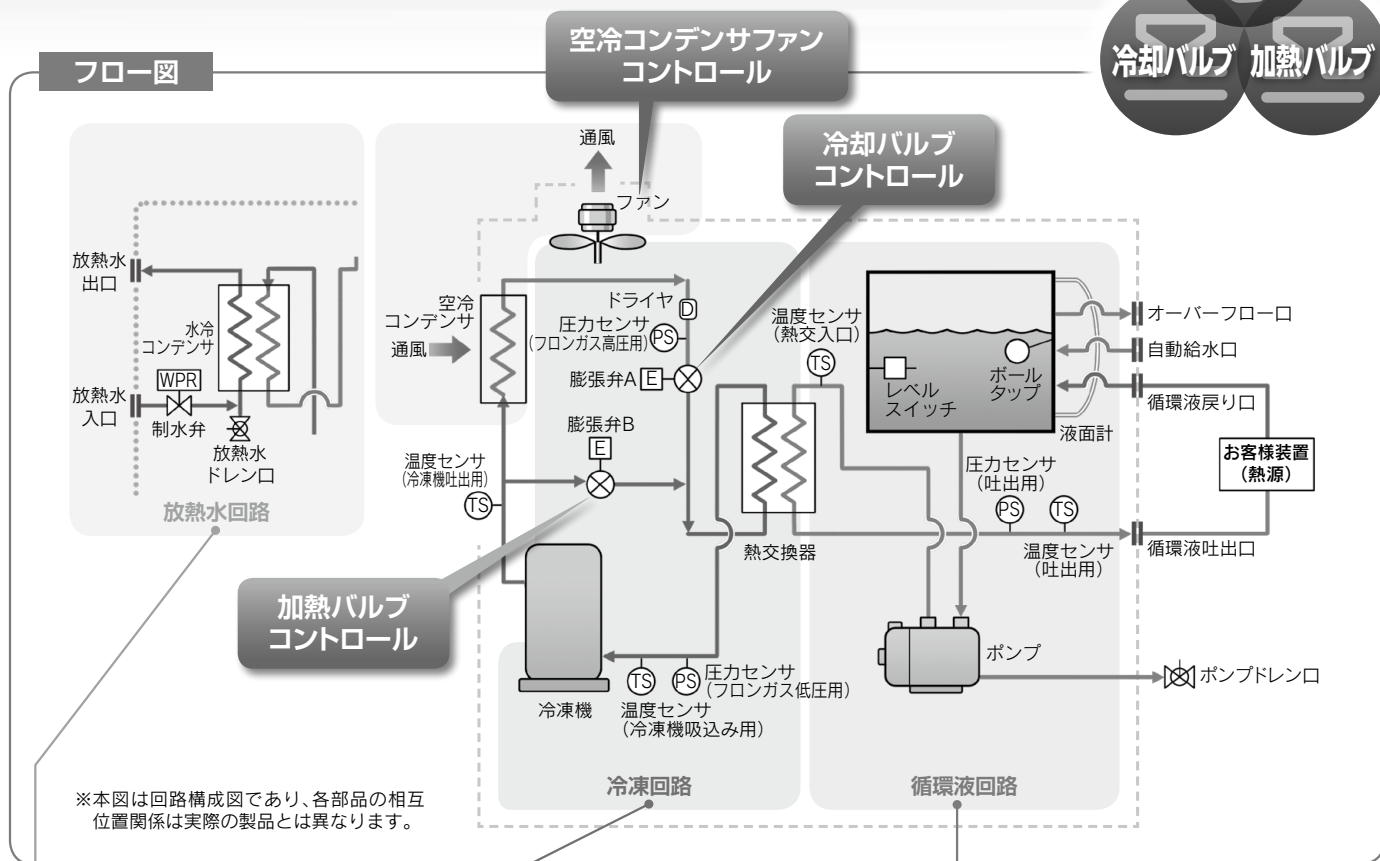 空冷コンデンサファン
コントロール
冷却バルブ
加熱バルブ
フロー図
冷却バルブ
コントロール
通風
ファン
放熱水
出口
水冷
コンデンサ
WPR
放熱水
入口
制水弁
放熱水
ドレン口
放熱水回路
空冷
コンデンサ
通風
ドライヤ
D
圧力センサ
(フロンガス高圧用)
PS
膨張弁A
E
膨張弁B
E
温度センサ
(冷凍機吐出用)
TS
温度センサ
(熱交入口)
TS
レベル
スイッチ
ボール
タップ
オーバーフロー口
自動給水口
循環液戻り口
液面計
お客様装置
(熱源)
圧力センサ
(吐出用)
PS
TS
温度センサ
(吐出用)
循環液吐出口
熱交換器
加熱バルブ
コントロール
冷凍機
TS
温度センサ
(冷凍機吸込み用)
PS
圧力センサ
(フロンガス低圧用)
ポンプ
ポンプドレン口
冷凍回路
循環液回路
※本図は回路構成図であり、各部品の相互
位置関係は実際の製品とは異なります。